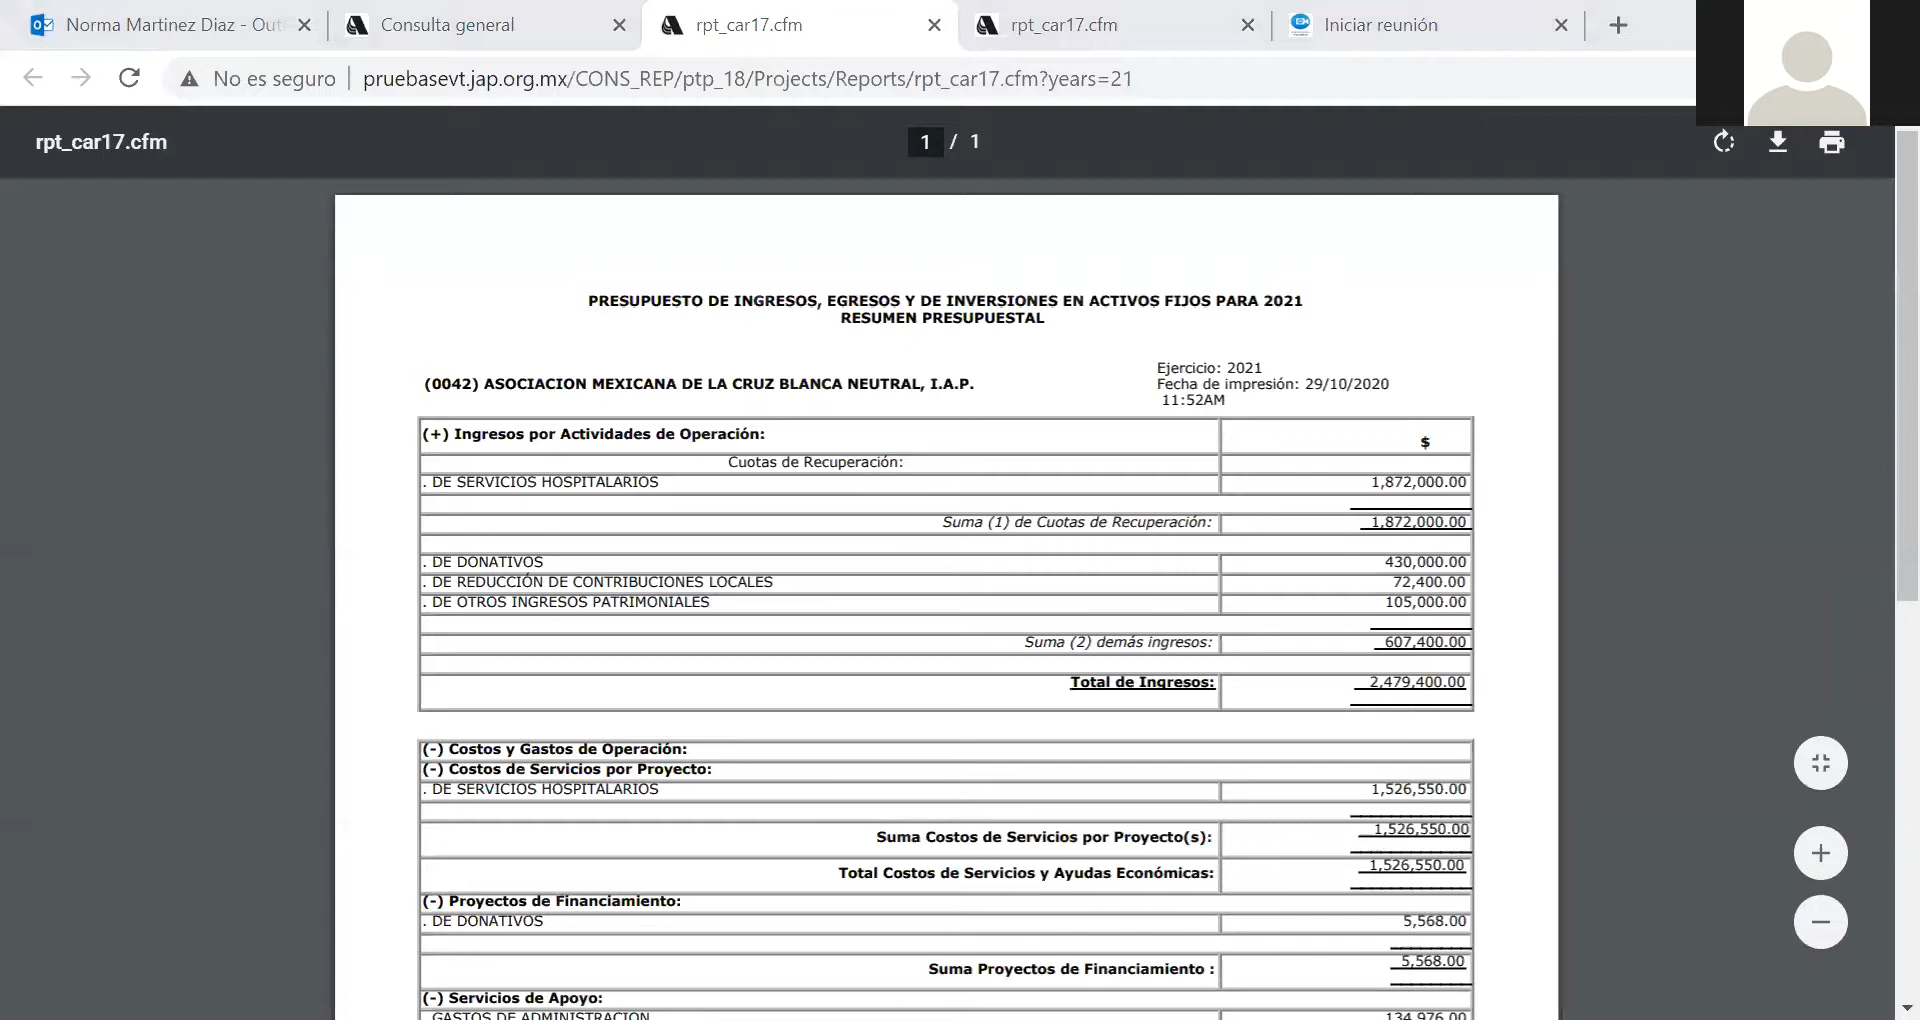 Norma Martinez Diaz - Out
Consulta general
rpt_car17.cfm
rpt_car17.cfm
Iniciar reunión
No es seguro | pruebasevt.jap.org.mx/CONS_REP/ptp_18/Projects/Reports/rpt_car17.cfm?years=21
rpt_car17.cfm
1 / 1
PRESUPUESTO DE INGRESOS, EGRESOS Y DE INVERSIONES EN ACTIVOS FIJOS PARA 2021
RESUMEN PRESUPUESTAL
Ejercicio: 2021
(0042) ASOCIACION MEXICANA DE LA CRUZ BLANCA NEUTRAL, I.A.P.
Fecha de impresión: 29/10/2020
11:52AM
(+) Ingresos por Actividades de Operación:
$
Cuotas de Recuperación:
. DE SERVICIOS HOSPITALARIOS 1,872,000.00
Suma (1) de Cuotas de Recuperación: 1,872,000.00
. DE DONATIVOS 430,000.00
. DE REDUCCIÓN DE CONTRIBUCIONES LOCALES 72,400.00
. DE OTROS INGRESOS PATRIMONIALES 105,000.00
Suma (2) demás ingresos: 607,400.00
Total de Ingresos: 2,479,400.00
(-) Costos y Gastos de Operación:
(-) Costos de Servicios por Proyecto:
. DE SERVICIOS HOSPITALARIOS 1,526,550.00
Suma Costos de Servicios por Proyecto(s): 1,526,550.00
Total Costos de Servicios y Ayudas Económicas: 1,526,550.00
(-) Proyectos de Financiamiento:
. DE DONATIVOS 5,568.00
Suma Proyectos de Financiamiento : 5,568.00
(-) Servicios de Apoyo:
GASTOS DE ADMINISTRACION 134,976.00